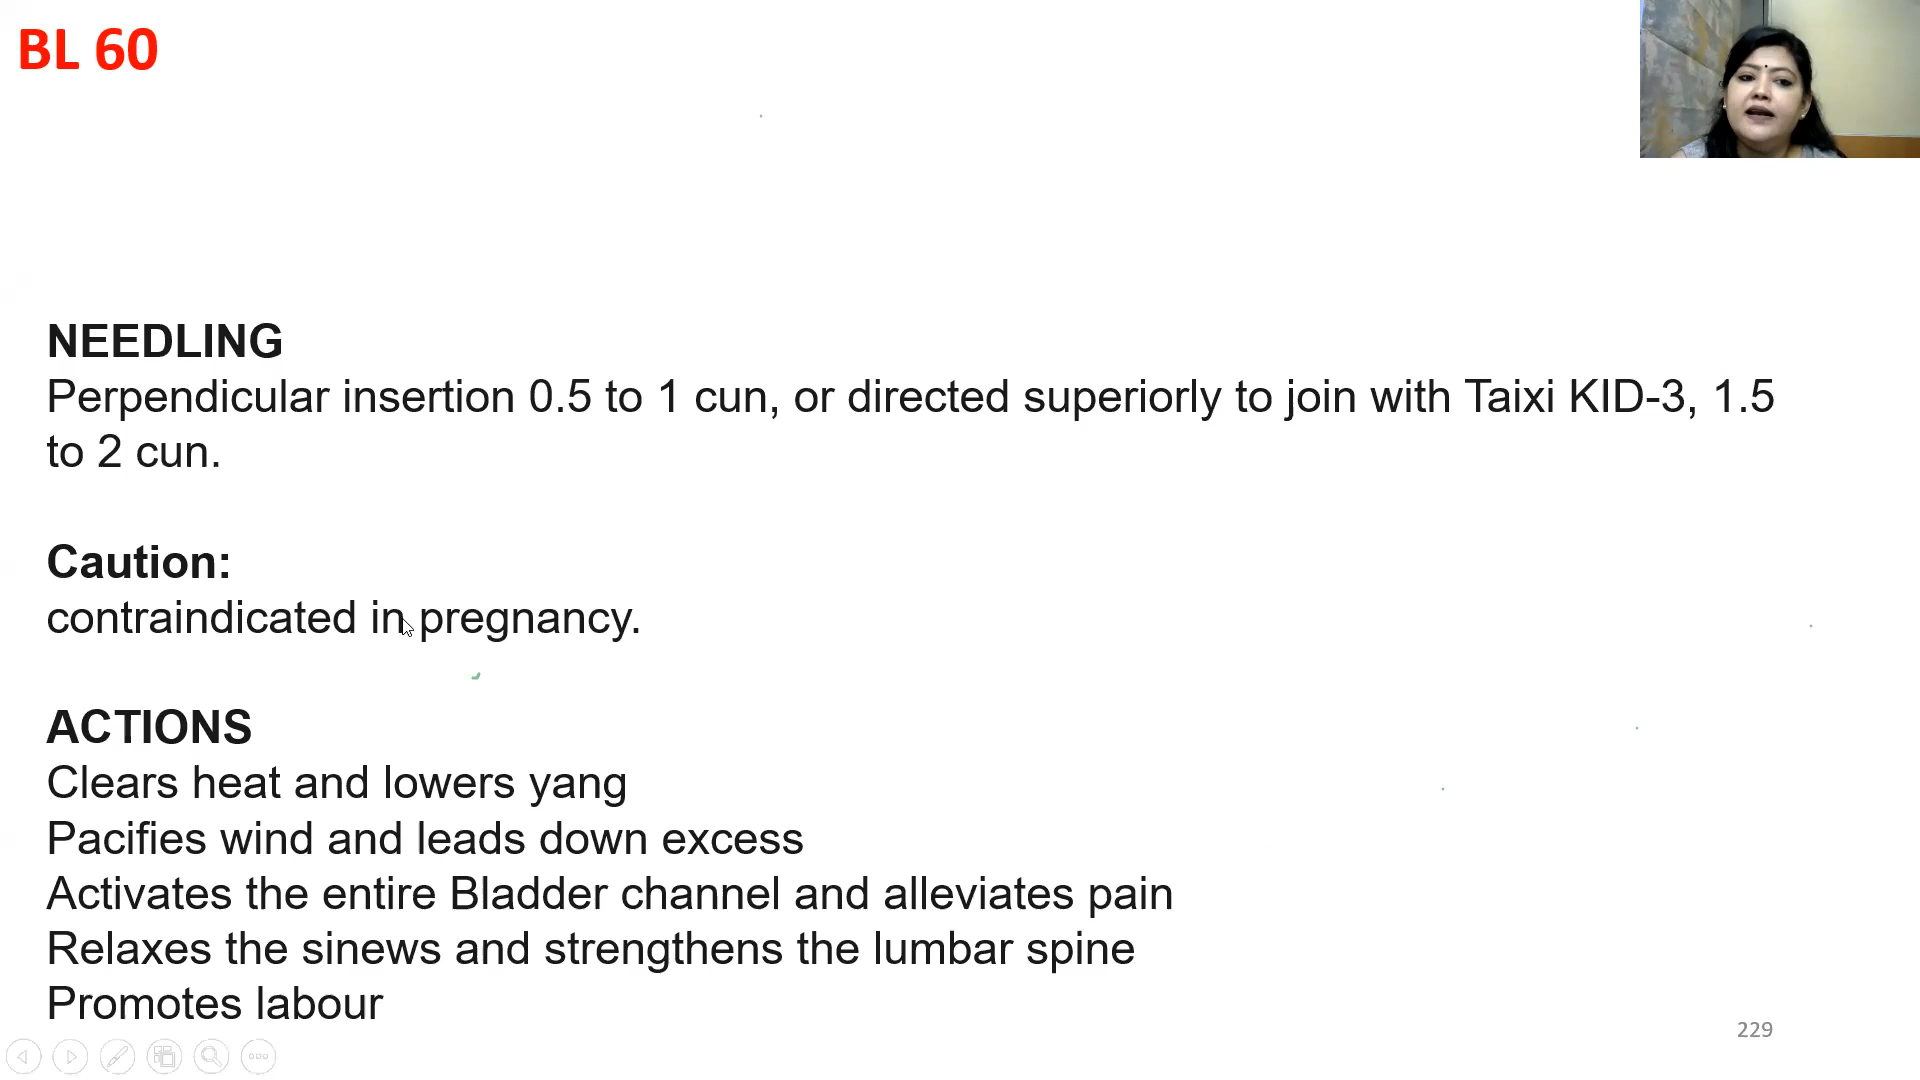 BL 60
NEEDLING
Perpendicular insertion 0.5 to 1 cun, or directed superiorly to join with Taixi KID-3, 1.5
to 2 cun.
Caution:
contraindicated in pregnancy.
ACTIONS
Clears heat and lowers yang
Pacifies wind and leads down excess
Activates the entire Bladder channel and alleviates pain
Relaxes the sinews and strengthens the lumbar spine
Promotes labour
229